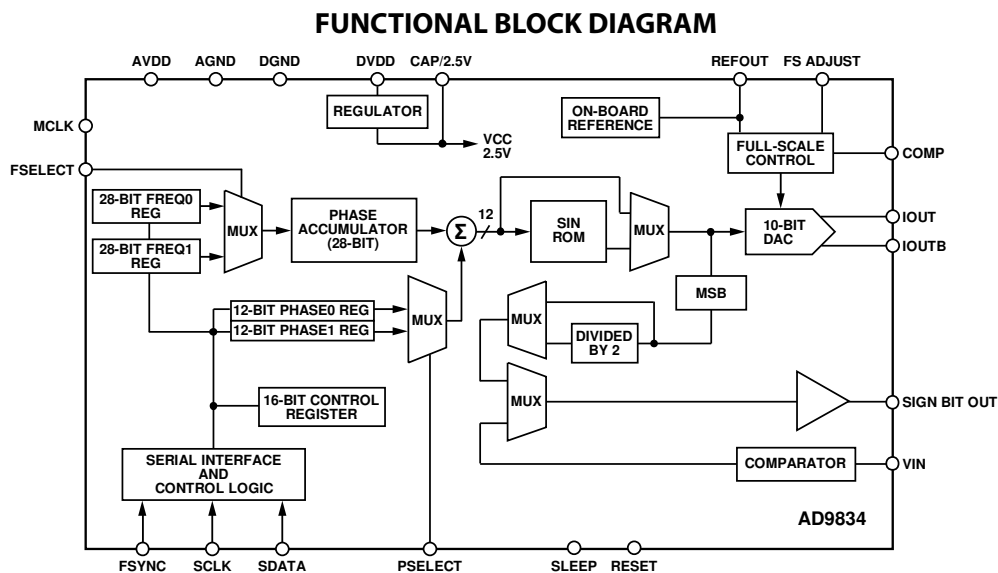 FUNCTIONAL BLOCK DIAGRAM
AVDD
AGND
DGND
DVDD
CAP/2.5V
REFOUT
FS ADJUST
MCLK
REGULATOR
VCC
2.5V
ON-BOARD
REFERENCE
FULL-SCALE
CONTROL
COMP
FSELECT
28-BIT FREQ0
REG
28-BIT FREQ1
REG
MUX
PHASE
ACCUMULATOR
(28-BIT)
Σ
12
SIN
ROM
MUX
10-BIT
DAC
IOUT
IOUTB
MSB
12-BIT PHASE0 REG
12-BIT PHASE1 REG
MUX
MUX
DIVIDED
BY 2
16-BIT CONTROL
REGISTER
MUX
SIGN BIT OUT
SERIAL INTERFACE
AND
CONTROL LOGIC
COMPARATOR
VIN
AD9834
FSYNC
SCLK
SDATA
PSELECT
SLEEP
RESET